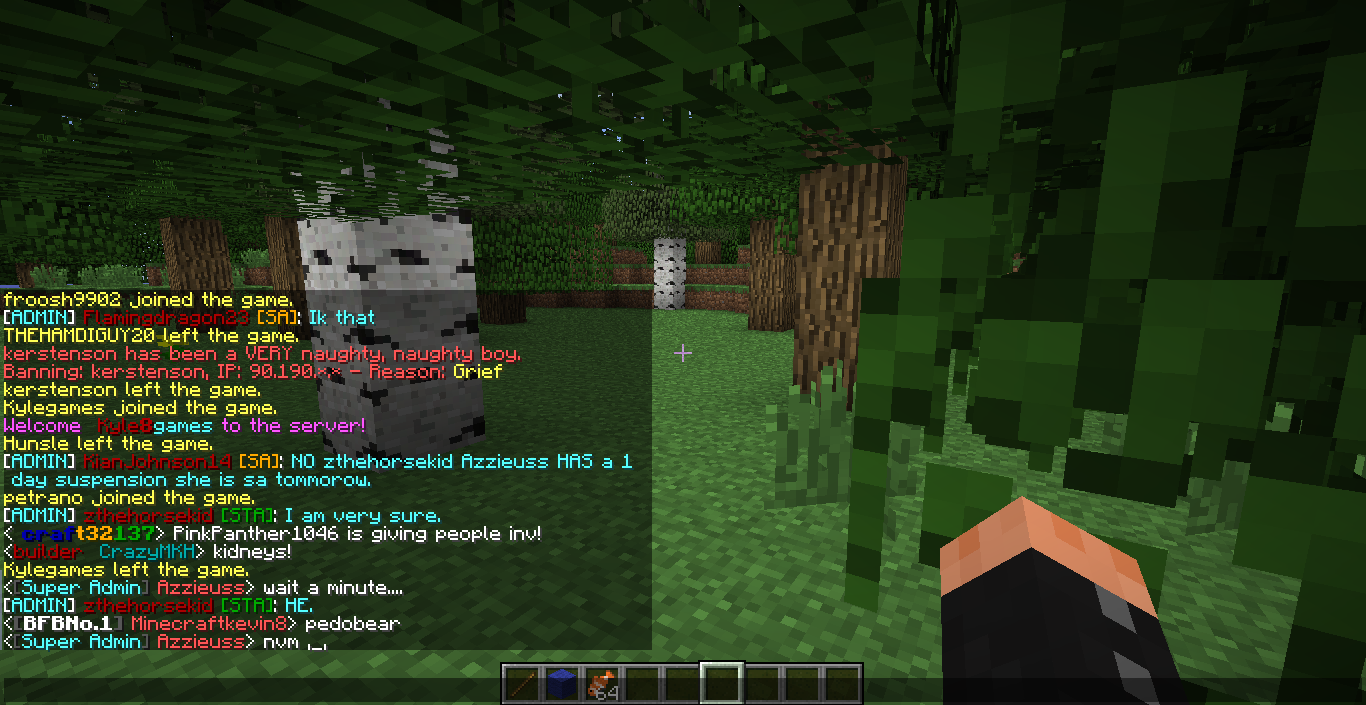 froosh9902 joined the game.
[ADMIN] Flamingdragon23 [SA]: Ik that
THEHAMDIGUY20 left the game.
kerstenson has been a VERY naughty, naughty boy.
Banning: kerstenson, IP: 90.190.x.x - Reason: Grief
kerstenson left the game.
Kylegames joined the game.
Welcome Kyle8games to the server!
Hunsle left the game.
[ADMIN] KianJohnson14 [SA]: NO zthehorsekid Azzieuss HAS a 1
day suspension she is sa tommorow.
petrano joined the game.
[ADMIN] zthehorsekid [STA]: I am very sure.
< craft32137> PinkPanther1046 is giving people inv!
<builder CrazyMKH> kidneys!
Kylegames left the game.
<[Super Admin] Azzieuss> wait a minute....
[ADMIN] zthehorsekid [STA]: HE.
<[BFBNo.1] Minecraftkevin8> pedobear
<[Super Admin] Azzieuss> nvm ,_,
64